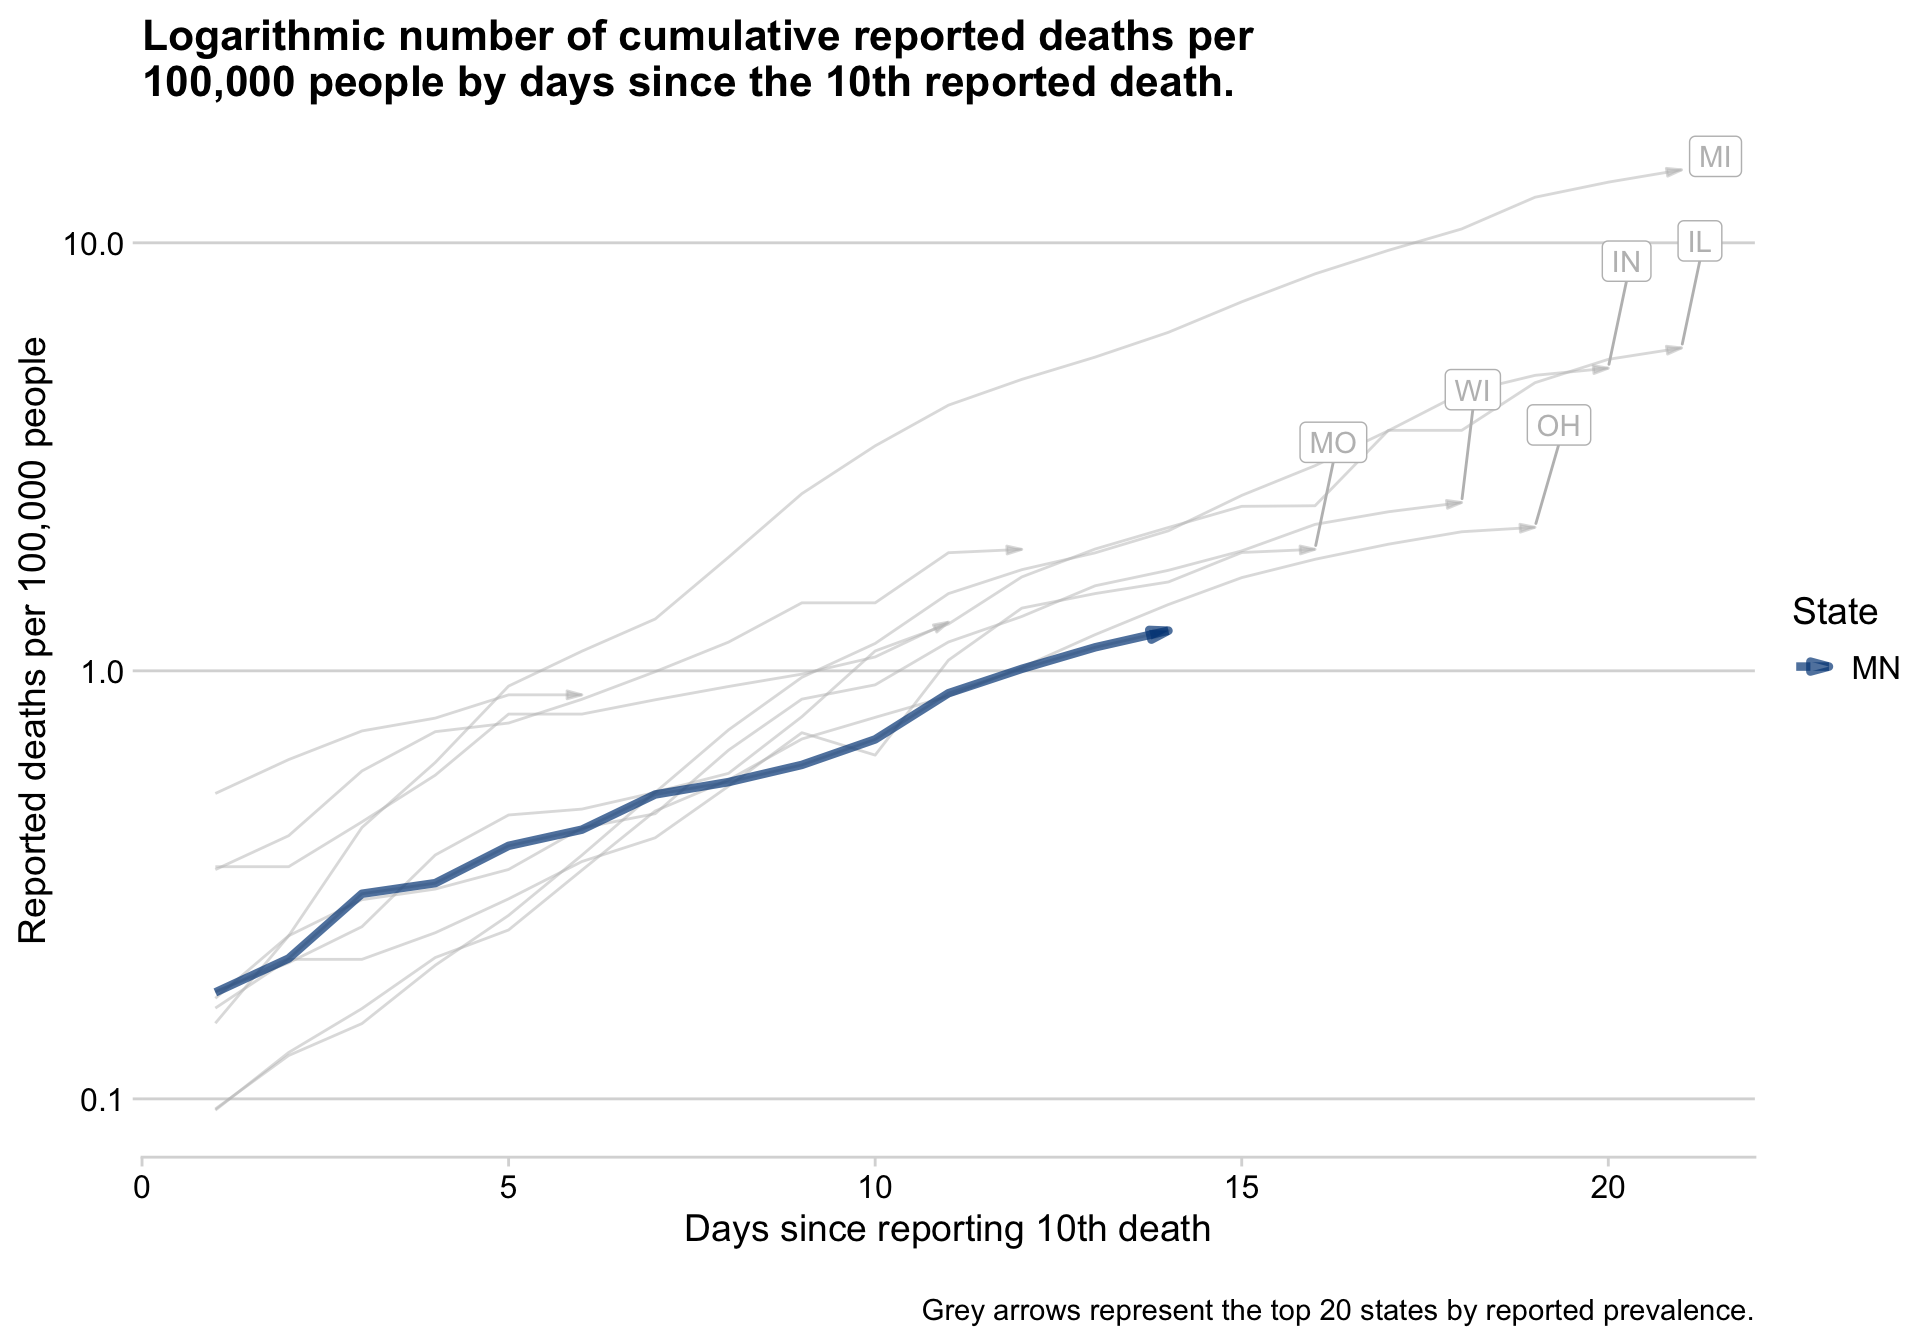 Logarithmic number of cumulative reported deaths per
100,000 people by days since the 10th reported death.
MI
10.0
IL
IN
WI
OH
MO
Reported deaths per 100,000 people
State
MN
1.0
0.1
0 5 10 15 20
Days since reporting 10th death
Grey arrows represent the top 20 states by reported prevalence.